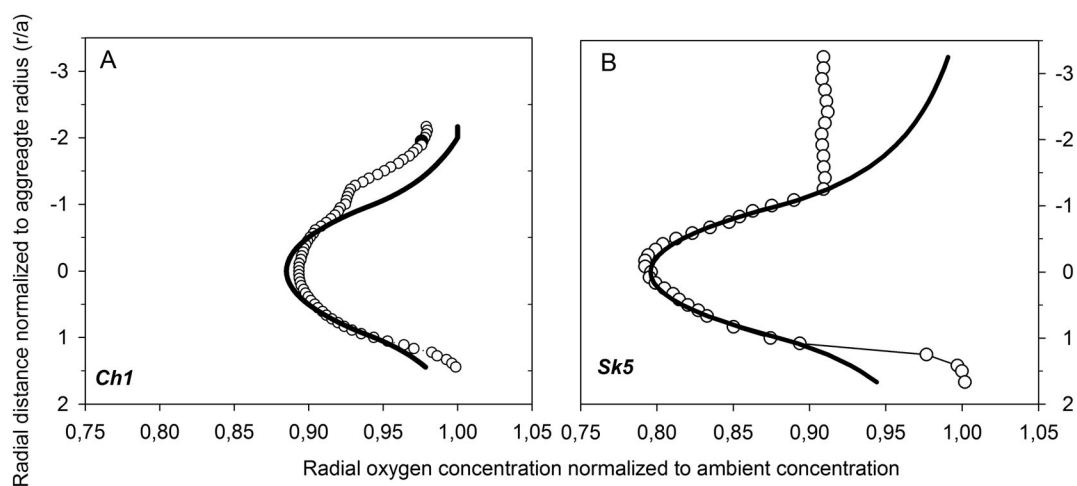 Radial distance normalized to aggreagte radius (r/a)
A
-3
-2
-1
0
1
2
Ch1
0,75 0,80 0,85 0,90 0,95 1,00 1,05
B
-3
-2
-1
0
1
2
Sk5
0,75 0,80 0,85 0,90 0,95 1,00 1,05
Radial oxygen concentration normalized to ambient concentration